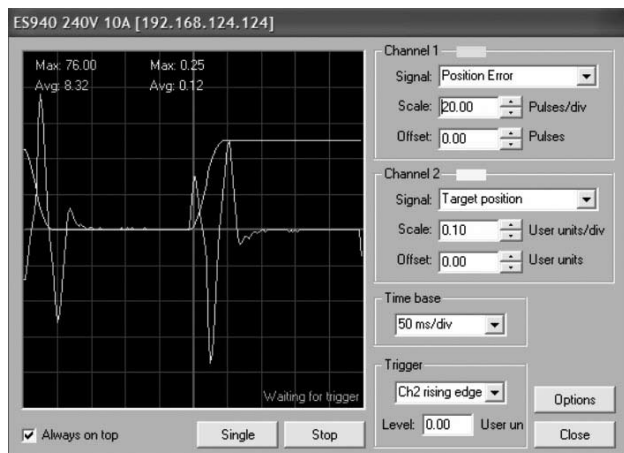 ES940 240V 10A [192.168.124.124]
Max: 76.00 Max: 0.25
Avg: 8.32 Avg: 0.12
Waiting for trigger
Always on top
Single
Stop
Channel 1
Signal: Position Error
Scale: 20.00 Pulses/div
Offset: 0.00 Pulses
Channel 2
Signal: Target position
Scale: 0.10 User units/div
Offset: 0.00 User units
Time base
50 ms/div
Trigger
Ch2 rising edge
Level: 0.00 User un
Options
Close